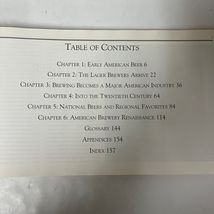 TABLE OF CONTENTS
CHAPTER 1: EARLY AMERICAN BEER 6
CHAPTER 2: THE LAGER BREWERS ARRIVE 22
CHAPTER 3: BREWING BECOMES A MAJOR AMERICAN INDUSTRY 36
CHAPTER 4: INTO THE TWENTIETH CENTURY 64
CHAPTER 5: NATIONAL BEERS AND REGIONAL FAVORITES 84
CHAPTER 6: AMERICAN BREWERY RENAISSANCE 114
GLOSSARY 144
APPENDICES 154
INDEX 157